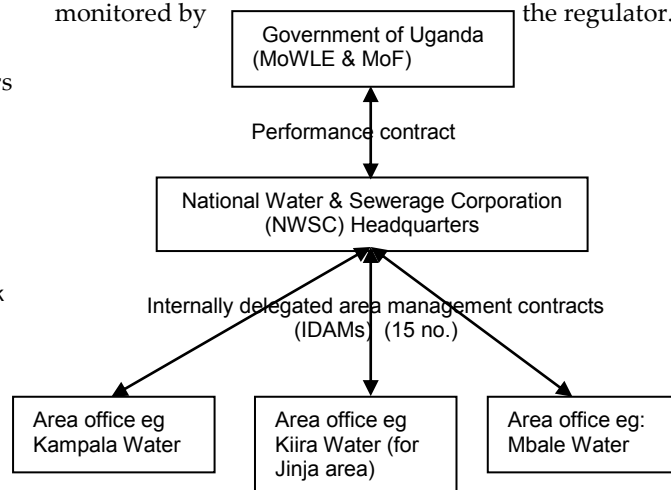 monitored by the regulator.
Government of Uganda
(MoWLE & MoF)
rs
Performance contract
National Water & Sewerage Corporation
(NWSC) Headquarters
k
Internally delegated area management contracts
(IDAMs) (15 no.)
Area office eg
Kampala Water
Area office eg
Kiira Water (for
Jinja area)
Area office eg:
Mbale Water